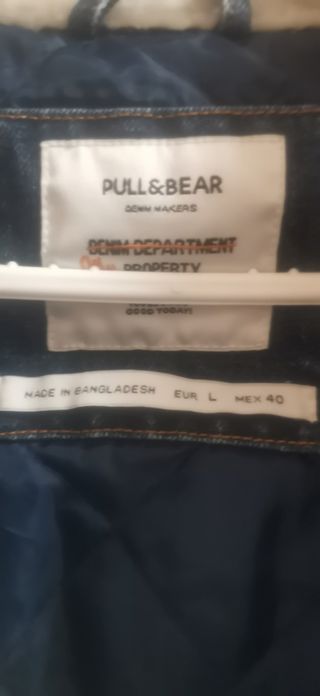 PULL&BEAR
DENIM MAKERS
DENIM DEPARTMENT
PROPERTY
GOOD TODAY!
MADE IN BANGLADESH EUR L MEX 40